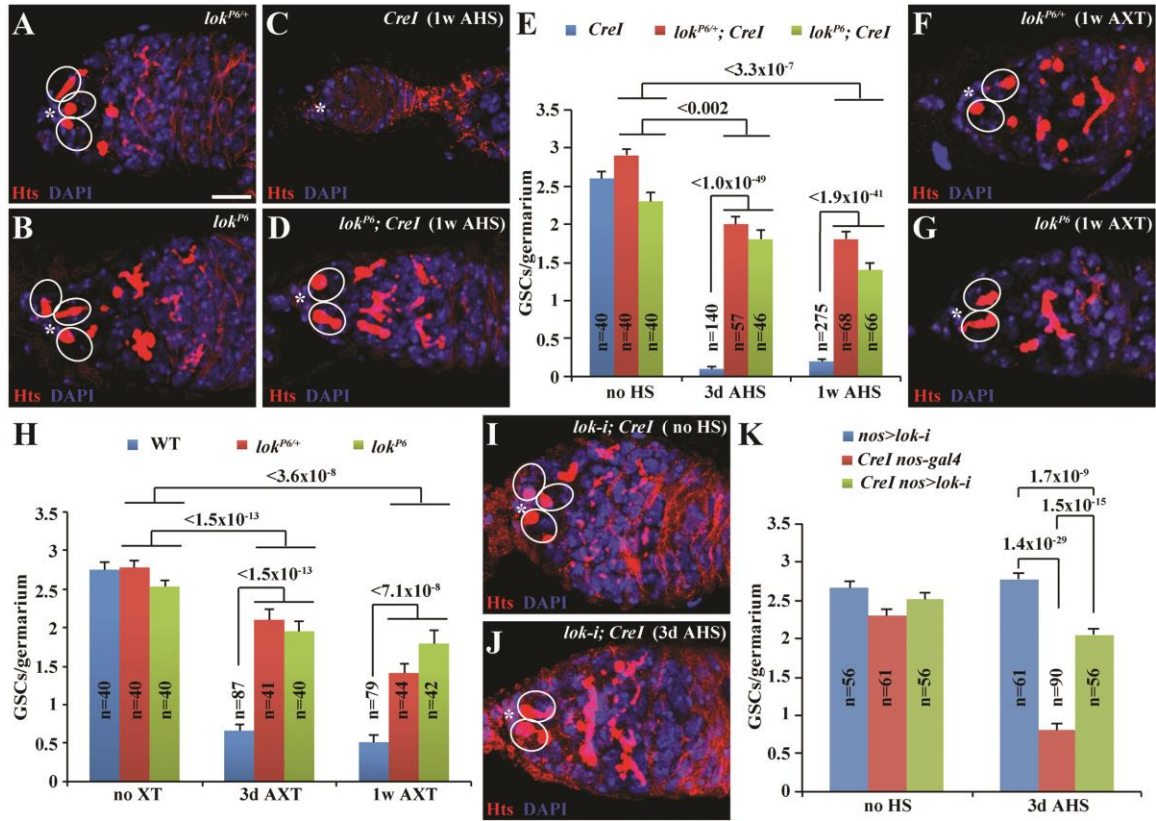 A
lok^P6/+
*
Hts DAPI
B
lok^P6
*
Hts DAPI
C
CreI (1w AHS)
*
Hts DAPI
D
lok^P6; CreI (1w AHS)
*
Hts DAPI
E
CreI lok^P6/+; CreI lok^P6; CreI
<3.3x10^-7
<0.002
<1.0x10^-49
<1.9x10^-41
GSCs/germarium
3.5
3
2.5
2
1.5
1
0.5
0
n=40 n=40 n=40 n=140 n=57 n=46 n=275 n=68 n=66
no HS 3d AHS 1w AHS
F
lok^P6/+ (1w AXT)
*
Hts DAPI
G
lok^P6 (1w AXT)
*
Hts DAPI
H
WT lok^P6/+ lok^P6
<3.6x10^-8
<1.5x10^-13
<1.5x10^-13
<7.1x10^-8
GSCs/germarium
3.5
3
2.5
2
1.5
1
0.5
0
n=40 n=40 n=40 n=87 n=41 n=40 n=79 n=44 n=42
no XT 3d AXT 1w AXT
I
lok-i; CreI ( no HS)
*
Hts DAPI
J
lok-i; CreI (3d AHS)
*
Hts DAPI
K
nos>lok-i
CreI nos-gal4
CreI nos>lok-i
1.7x10^-9
1.5x10^-15
1.4x10^-29
GSCs/germarium
3.5
3
2.5
2
1.5
1
0.5
0
n=56 n=61 n=56 n=61 n=90 n=56
no HS 3d AHS